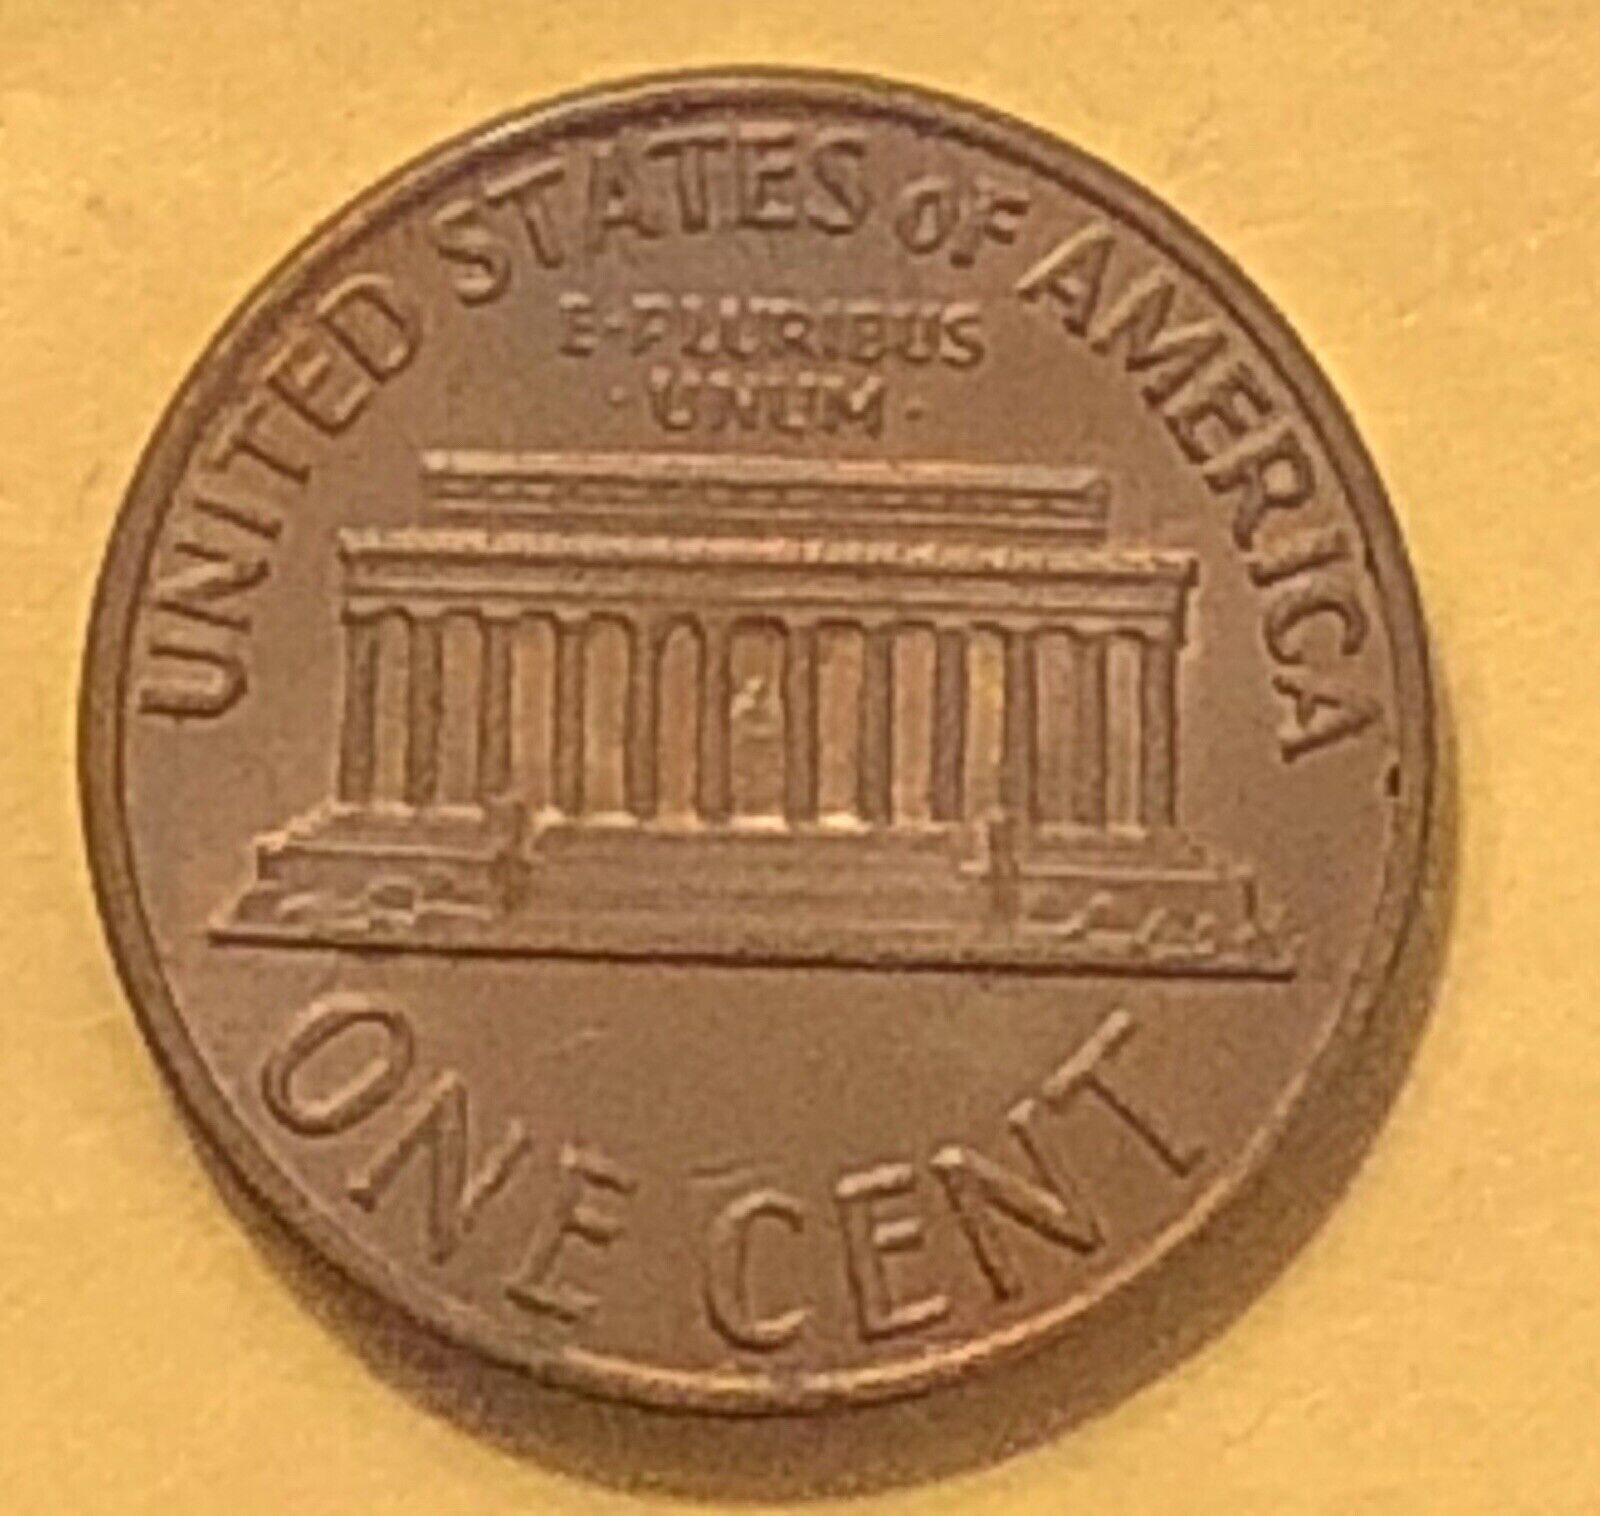 UNITED STATES OF AMERICA
E·PLURIBUS
·UNUM·
ONE CENT